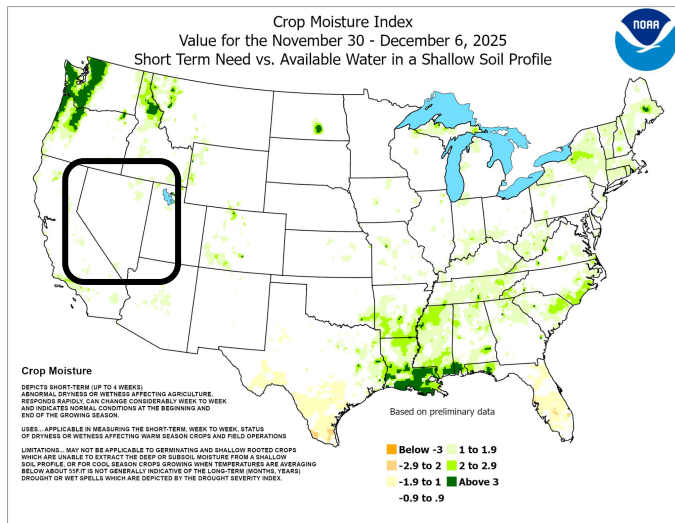 Crop Moisture Index
Value for the November 30 - December 6, 2025
Short Term Need vs. Available Water in a Shallow Soil Profile
NOAA
Crop Moisture
DEPICTS SHORT-TERM (UP TO 4 WEEKS)
ABNORMAL DRYNESS OR WETNESS AFFECTING AGRICULTURE,
RESPONDS RAPIDLY, CAN CHANGE CONSIDERABLY WEEK TO WEEK
AND INDICATES NORMAL CONDITIONS AT THE BEGINNING AND
END OF THE GROWING SEASON.
USES... APPLICABLE IN MEASURING THE SHORT-TERM, WEEK TO WEEK, STATUS
OF DRYNESS OR WETNESS AFFECTING WARM SEASON CROPS AND FIELD OPERATIONS
LIMITATIONS... MAY NOT BE APPLICABLE TO GERMINATING AND SHALLOW ROOTED CROPS
WHICH ARE UNABLE TO EXTRACT THE DEEP OR SUBSOIL MOISTURE FROM A SHALLOW
SOIL PROFILE, OR FOR COOL SEASON CROPS GROWING WHEN TEMPERATURES ARE AVERAGING
BELOW ABOUT 55F.IT IS NOT GENERALLY INDICATIVE OF THE LONG-TERM (MONTHS, YEARS)
DROUGHT OR WET SPELLS WHICH ARE DEPICTED BY THE DROUGHT SEVERITY INDEX.
Based on preliminary data
Below -3
1 to 1.9
-2.9 to 2
2 to 2.9
-1.9 to 1
Above 3
-0.9 to .9